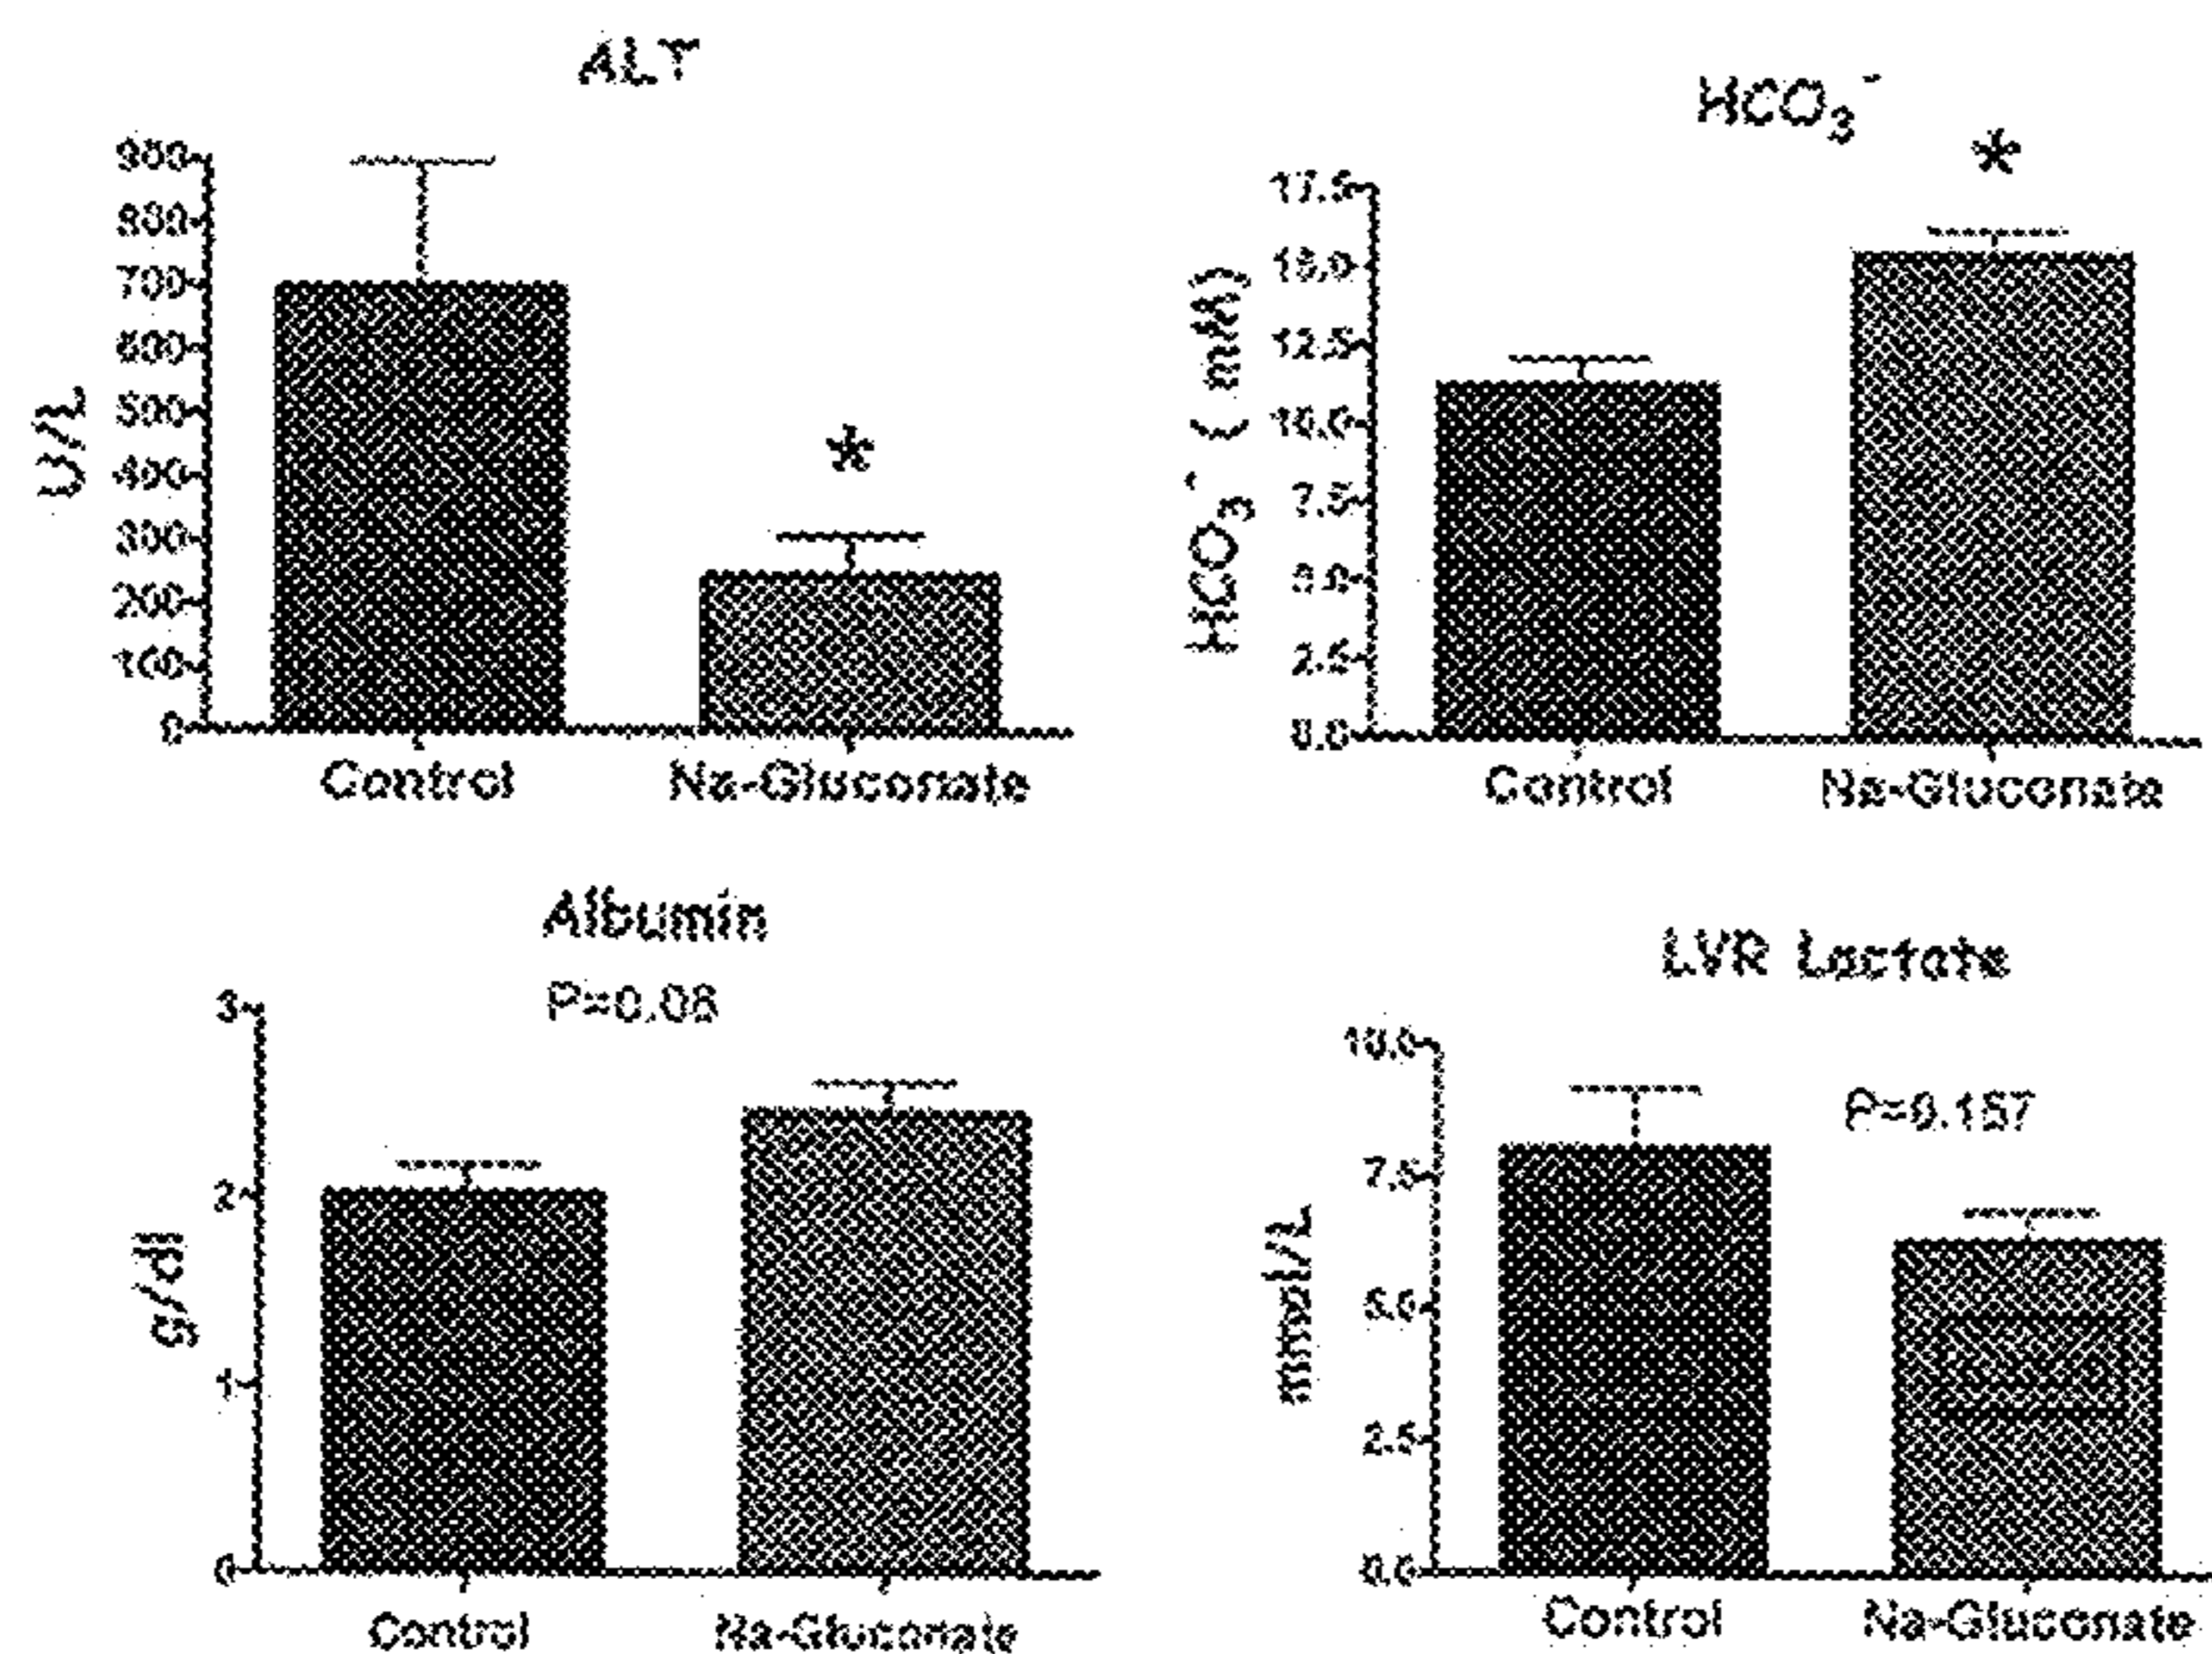 ALT
900
800
700
600
500
400
300
200
100
0
U/L
*
Control Na-Gluconate
HCO₃⁻
*
17.5
15.0
12.5
10.0
7.5
5.0
2.5
0.0
HCO₃⁻ ( mM)
Control Na-Gluconate
Albumin
P=0.08
3
2
1
0
g/dl
Control Na-Gluconate
LVR Lactate
P=0.167
10.0
7.5
5.0
2.5
0.0
mmol/L
Control Na-Gluconate